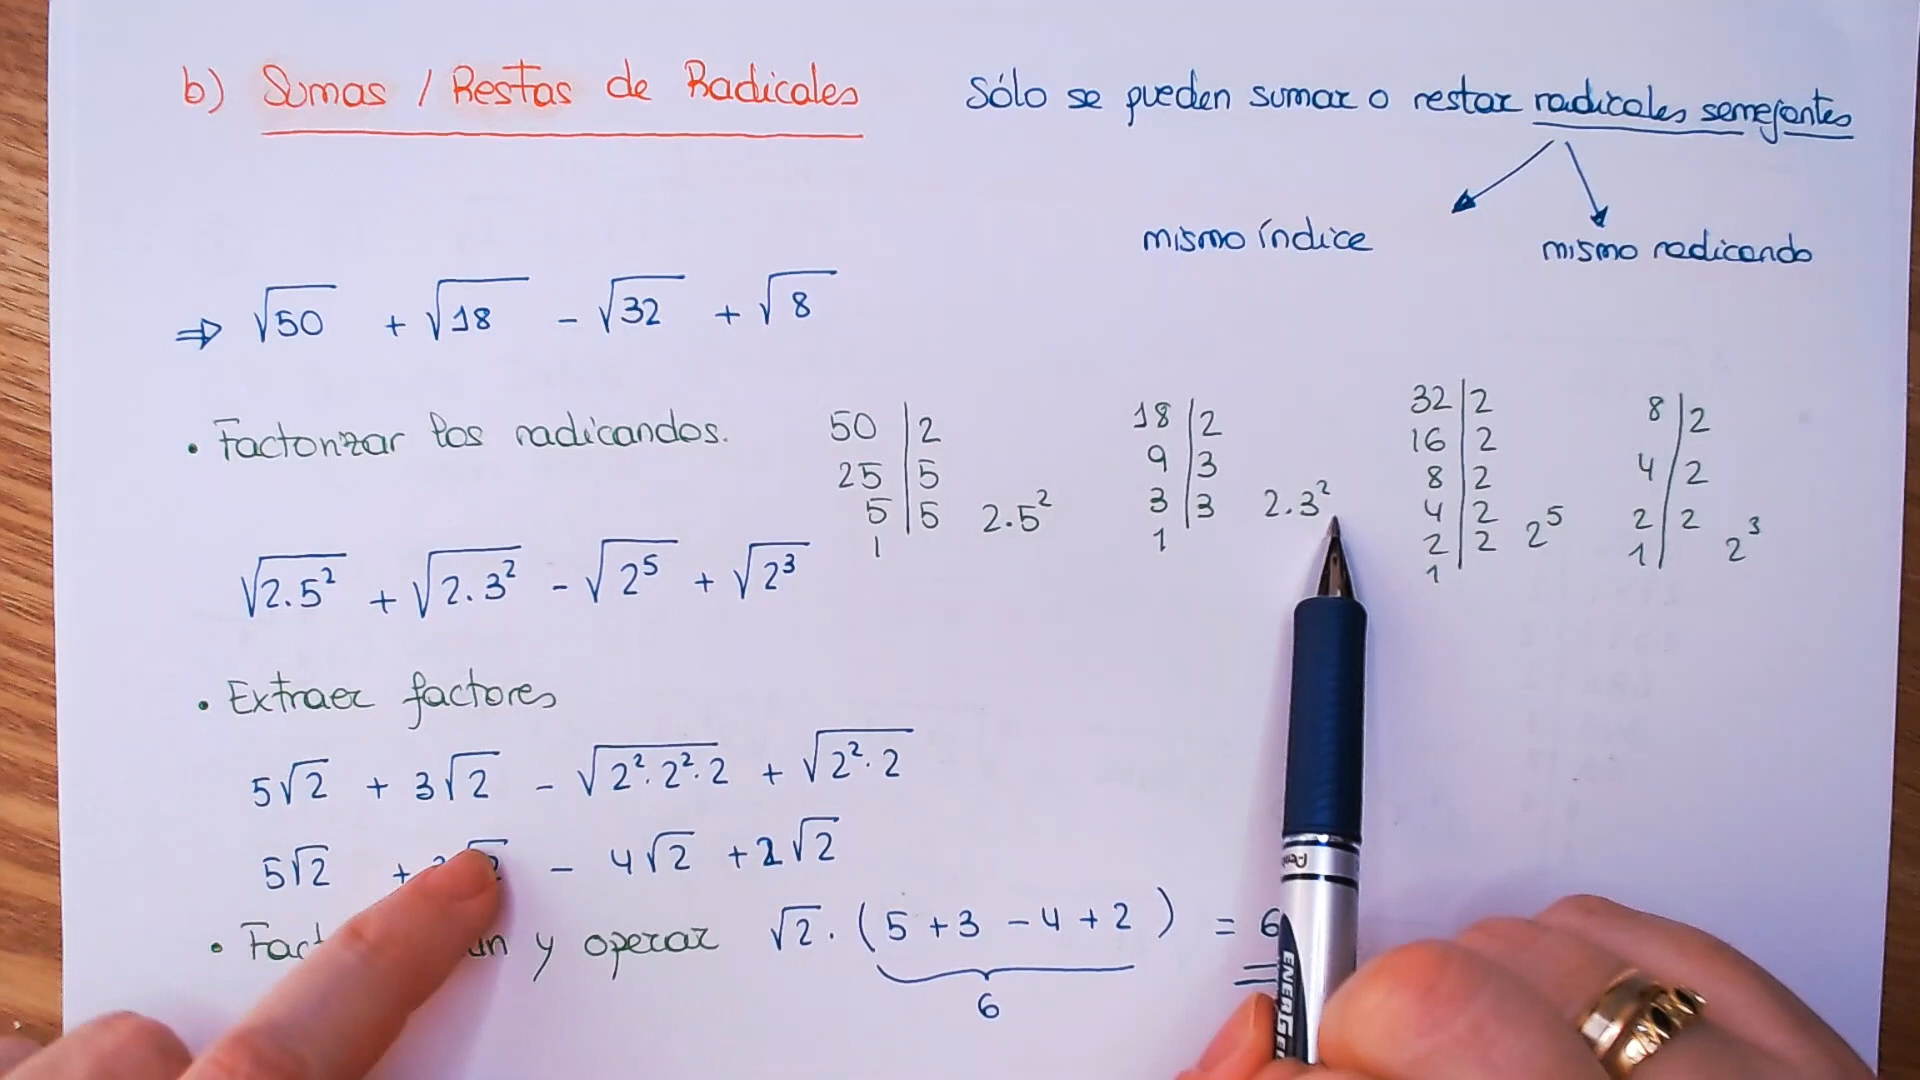 b) Sumas / Restas de Radicales
Sólo se pueden sumar o restar radicales semejantes
mismo índice
mismo radicando
⇒ √50 + √18 - √32 + √8
• Factorizar los radicandos.
50 | 2
25 | 5
5 | 5
1
2.5²
18 | 2
9 | 3
3 | 3
1
2.3²
32 | 2
16 | 2
8 | 2
4 | 2
2 | 2
1
2⁵
8 | 2
4 | 2
2 | 2
1
2³
√2.5² + √2.3² - √2⁵ + √2³
• Extraer factores
5√2 + 3√2 - √2².2².2 + √2².2
5√2 + - 4√2 + 2√2
• y operar √2 . (5 + 3 - 4 + 2) = 6
6